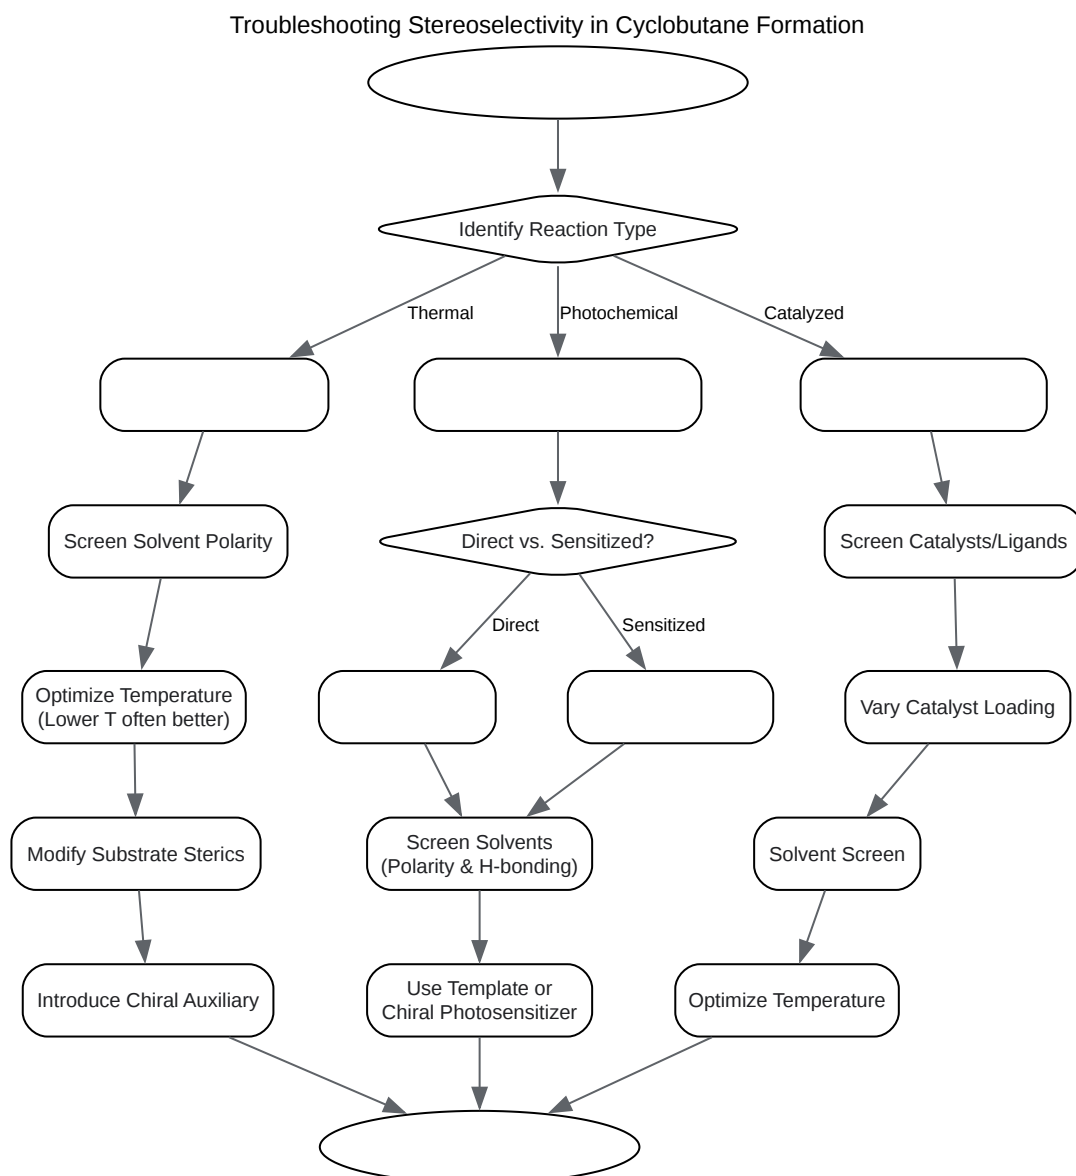 Troubleshooting Stereoselectivity in Cyclobutane Formation
Identify Reaction Type
Thermal
Photochemical
Catalyzed
Screen Solvent Polarity
Direct vs. Sensitized?
Screen Catalysts/Ligands
Direct
Sensitized
Optimize Temperature
(Lower T often better)
Vary Catalyst Loading
Modify Substrate Sterics
Screen Solvents
(Polarity & H-bonding)
Solvent Screen
Introduce Chiral Auxiliary
Use Template or
Chiral Photosensitizer
Optimize Temperature